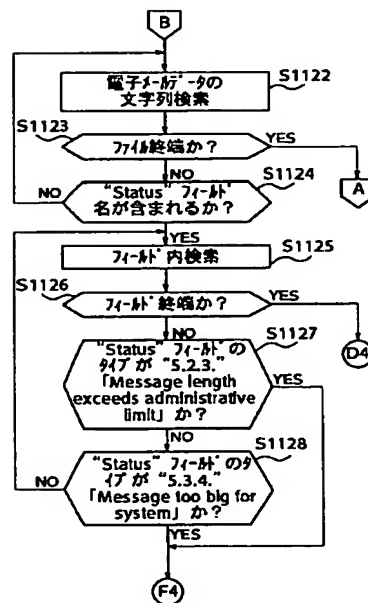 B
S1122
電子メールデータの
文字列検索
S1123
ファイル終端か?
YES
A
NO
S1124
NO
“Status”フィールド
名が含まれるか?
YES
S1125
フィールド内検索
S1126
フィールド終端か?
YES
D4
NO
S1127
“Status”フィールドの
タイプが“5.2.3.”
「Message length
exceeds administrative
limit」か?
YES
NO
S1128
“Status”フィールドのタ
イプが“5.3.4.”
「Message too big for
system」か?
NO
YES
F4